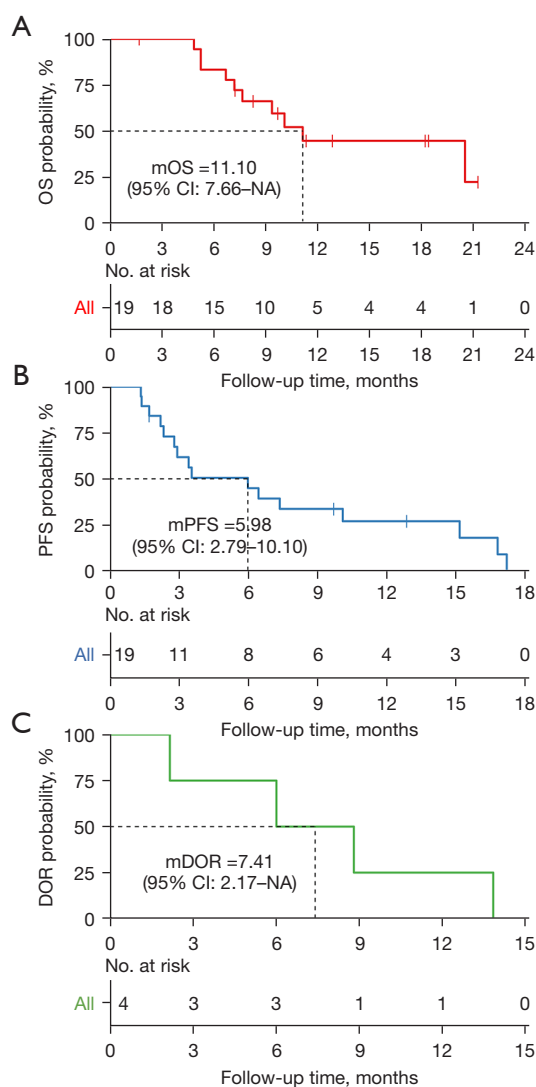 A
OS probability, %
100
75
50
25
0
mOS =11.10
(95% CI: 7.66–NA)
0 3 6 9 12 15 18 21 24
No. at risk
All 19 18 15 10 5 4 4 1 0
0 3 6 9 12 15 18 21 24
Follow-up time, months
B
PFS probability, %
100
75
50
25
0
mPFS =5.98
(95% CI: 2.79–10.10)
0 3 6 9 12 15 18
No. at risk
All 19 11 8 6 4 3 0
0 3 6 9 12 15 18
Follow-up time, months
C
DOR probability, %
100
75
50
25
0
mDOR =7.41
(95% CI: 2.17–NA)
0 3 6 9 12 15
No. at risk
All 4 3 3 1 1 0
0 3 6 9 12 15
Follow-up time, months